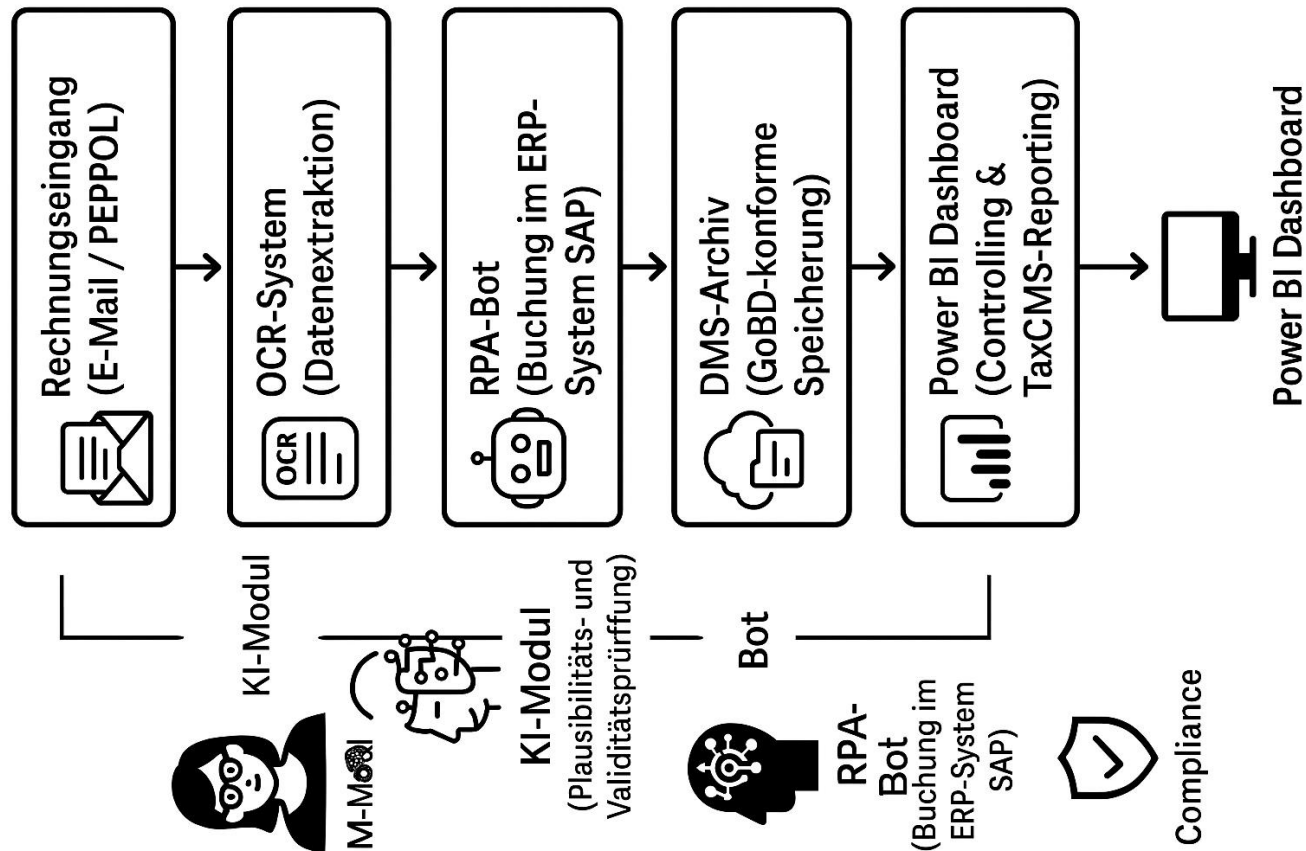 Rechnungseingang
(E-Mail / PEPPOL)
OCR
OCR-System
(Datenextraktion)
RPA-Bot
(Buchung im ERP-
System SAP)
DMS-Archiv
(GoBD-konforme
Speicherung)
Power BI Dashboard
(Controlling &
TaxCMS-Reporting)
Power BI Dashboard
KI-Modul
KI-Modul
(Plausibilitäts- und
Validitätsprürffung)
Bot
RPA-
Bot
(Buchung im
ERP-System
SAP)
Compliance